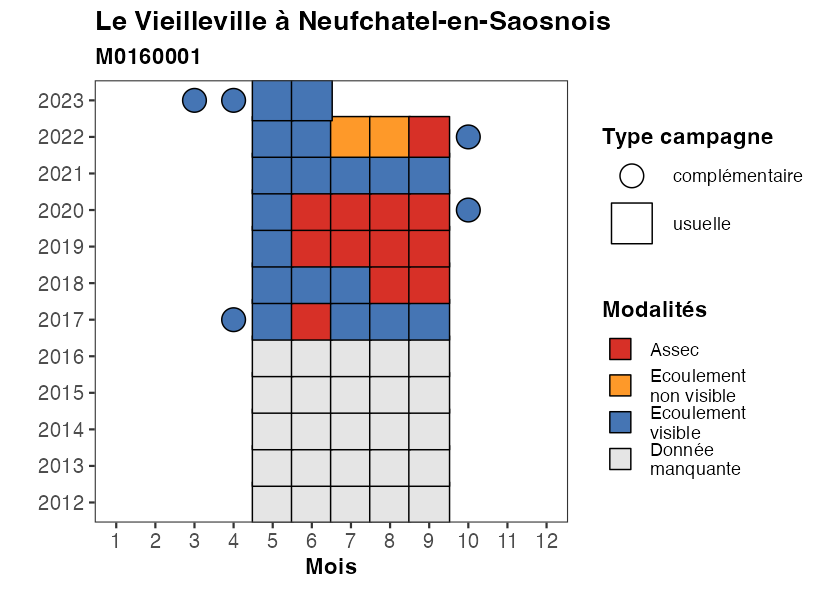 Le Vieilleville à Neufchatel-en-Saosnois
M0160001
2023
2022
2021
2020
2019
2018
2017
2016
2015
2014
2013
2012
1 2 3 4 5 6 7 8 9 10 11 12
Mois
Type campagne
complémentaire
usuelle
Modalités
Assec
Ecoulement
non visible
Ecoulement
visible
Donnée
manquante